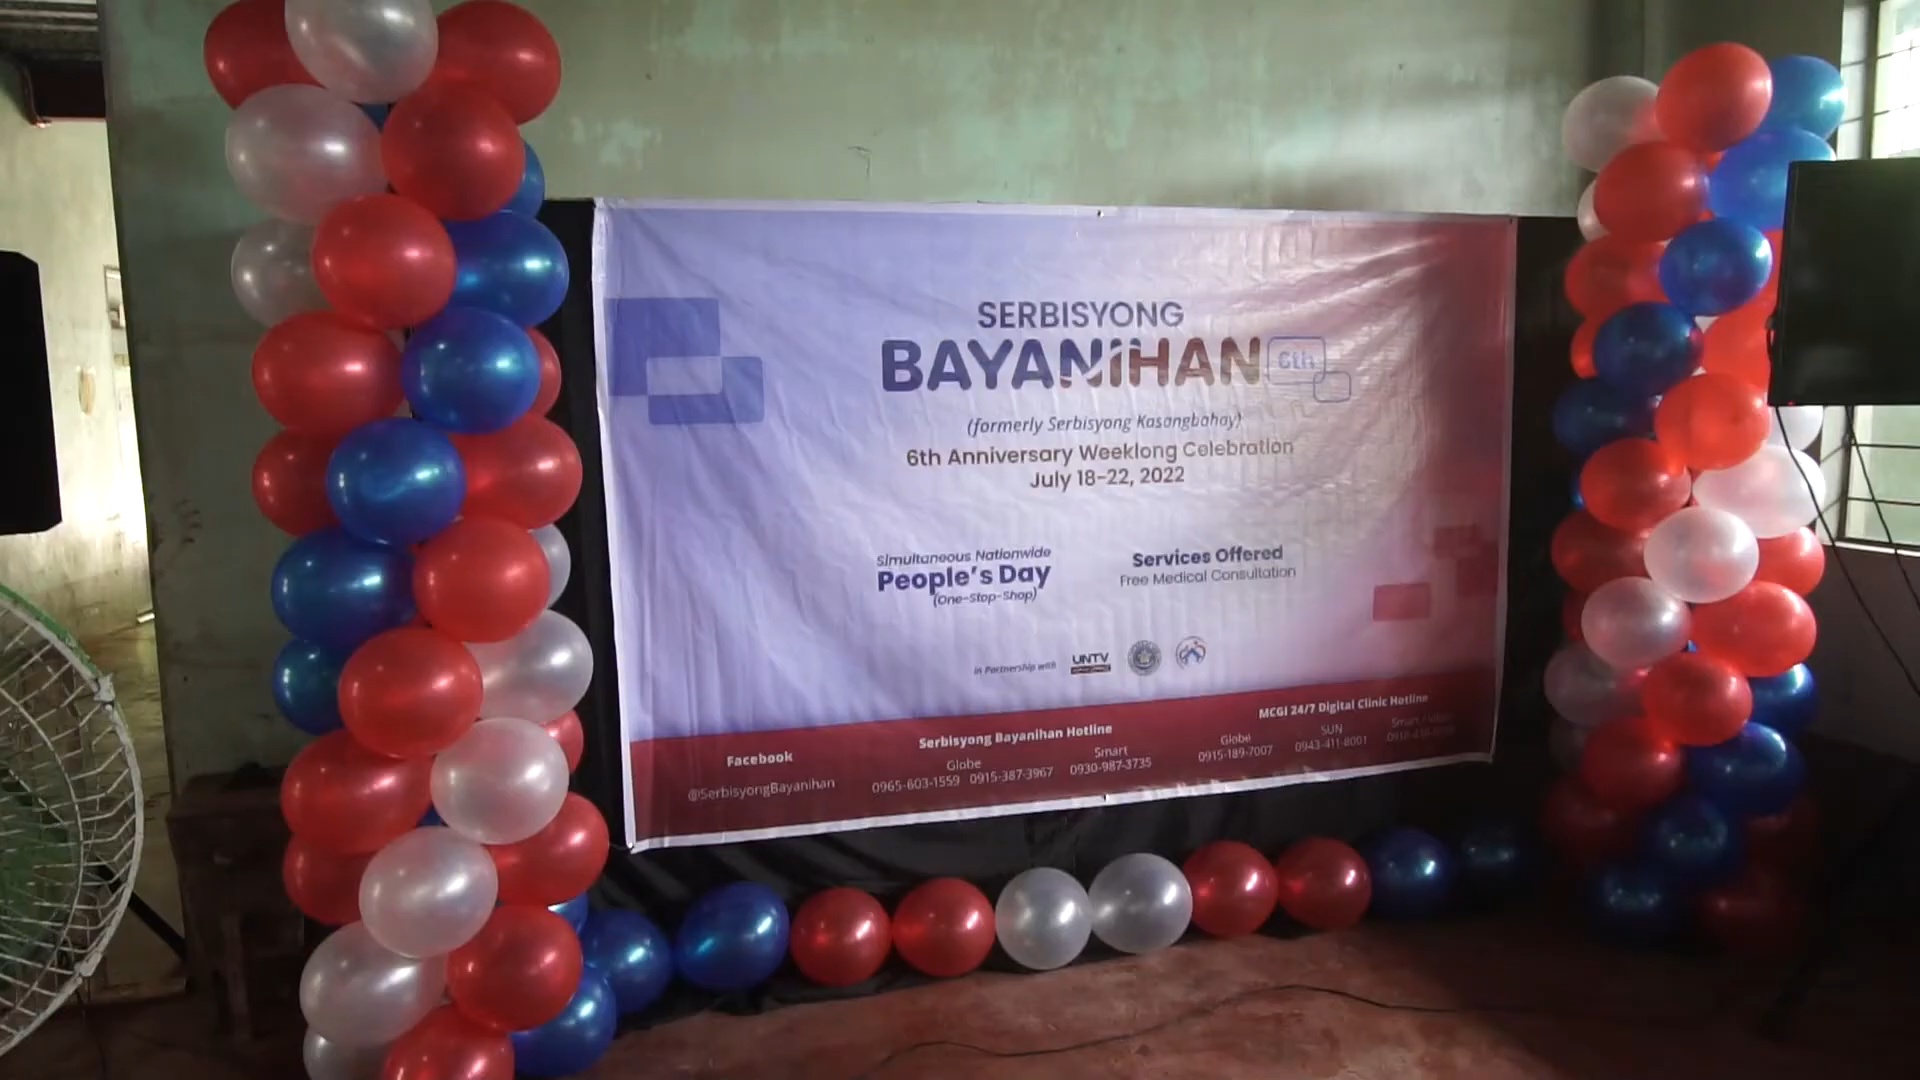 SERBISYONG
BAYANiHAN 6th
(formerly Serbisyong Kasangbahay)
6th Anniversary Weeklong Celebration
July 18-22, 2022
Simultaneous Nationwide
People's Day
(One-Stop-Shop)
Services Offered
Free Medical Consultation
in Partnership with
UNTV
Facebook
@SerbisyongBayanihan
Serbisyong Bayanihan Hotline
Globe
0965-603-1559 0915-387-3967
Smart
0930-987-3735
MCGI 24/7 Digital Clinic Hotline
Globe
0915-189-7007
SUN
0943-411-8001
Smart